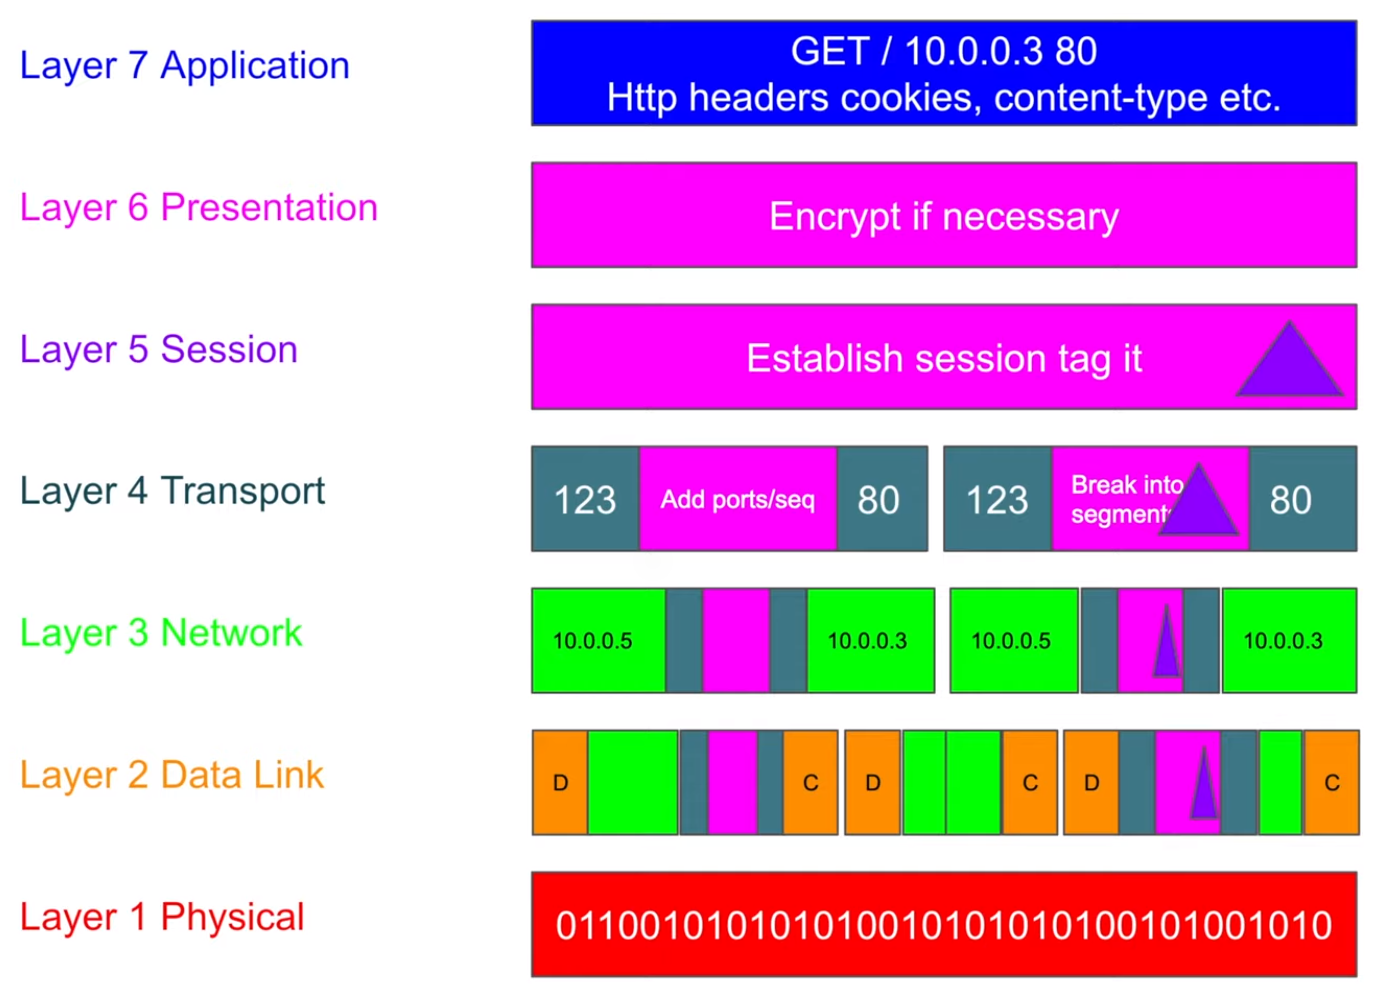 Layer 7 Application
GET / 10.0.0.3 80
Http headers cookies, content-type etc.
Layer 6 Presentation
Encrypt if necessary
Layer 5 Session
Establish session tag it
Layer 4 Transport
123 Add ports/seq 80 123 Break into 80
segments
Layer 3 Network
10.0.0.5 10.0.0.3 10.0.0.5 10.0.0.3
Layer 2 Data Link
D C D C D C
Layer 1 Physical
011001010101010010101010100101001010